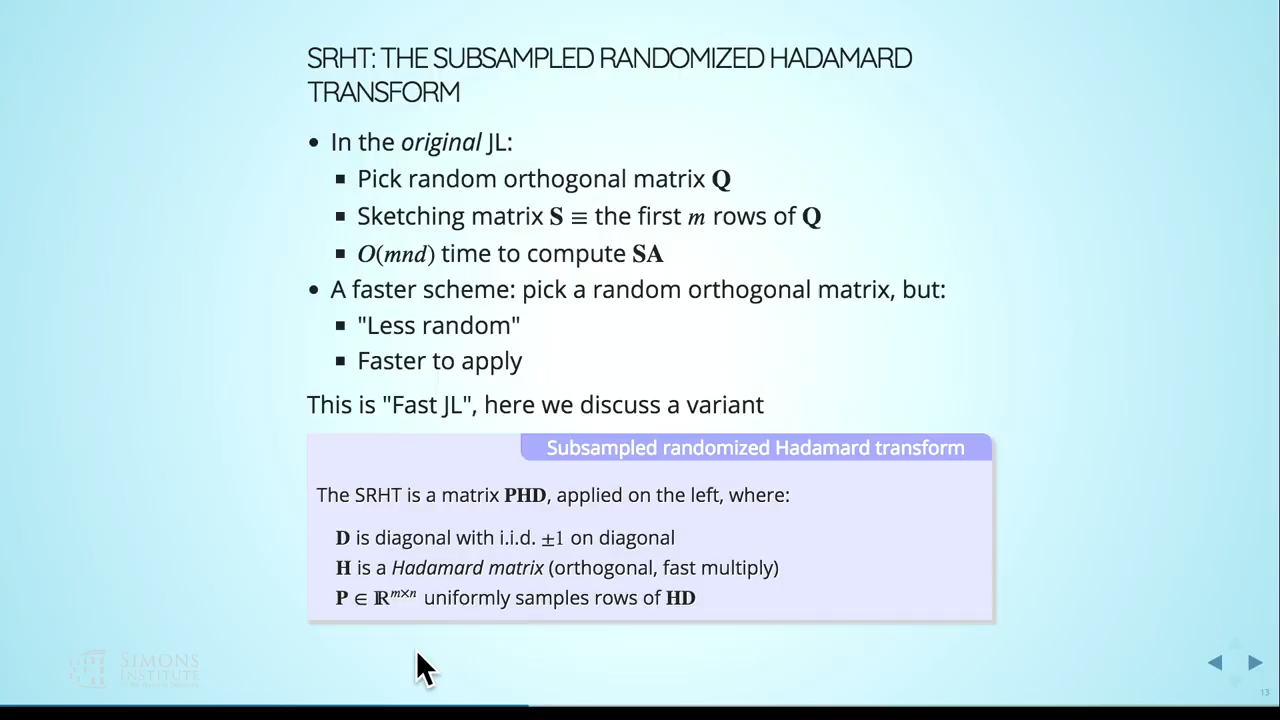 SRHT: THE SUBSAMPLED RANDOMIZED HADAMARD
TRANSFORM
• In the original JL:
▪ Pick random orthogonal matrix Q
▪ Sketching matrix S ≡ the first m rows of Q
▪ O(mnd) time to compute SA
• A faster scheme: pick a random orthogonal matrix, but:
▪ "Less random"
▪ Faster to apply
This is "Fast JL", here we discuss a variant
Subsampled randomized Hadamard transform
The SRHT is a matrix PHD, applied on the left, where:
D is diagonal with i.i.d. ±1 on diagonal
H is a Hadamard matrix (orthogonal, fast multiply)
P ∈ ℝ^{m×n} uniformly samples rows of HD
SIMONS
INSTITUTE
13